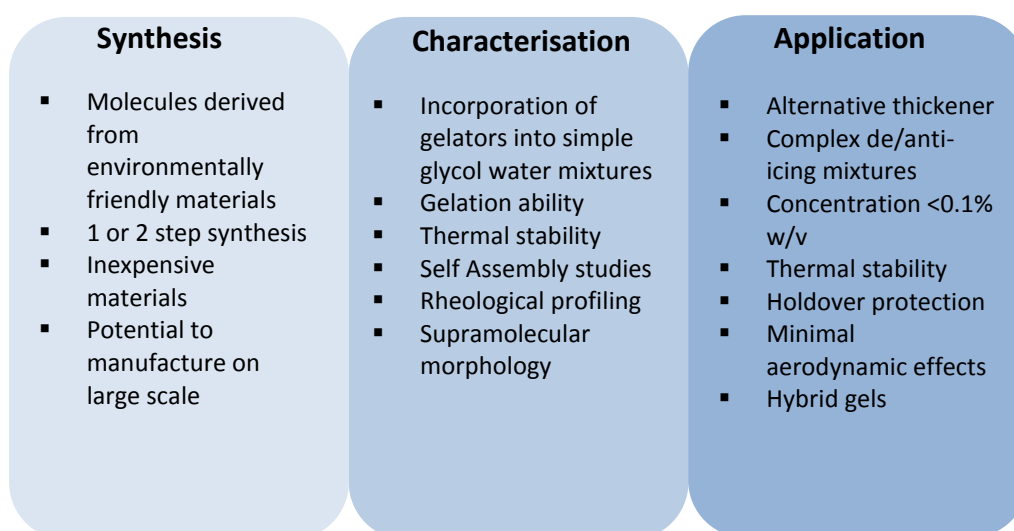 Synthesis
▪ Molecules derived
from
environmentally
friendly materials
▪ 1 or 2 step synthesis
▪ Inexpensive
materials
▪ Potential to
manufacture on
large scale
Characterisation
▪ Incorporation of
gelators into simple
glycol water mixtures
▪ Gelation ability
▪ Thermal stability
▪ Self Assembly studies
▪ Rheological profiling
▪ Supramolecular
morphology
Application
▪ Alternative thickener
▪ Complex de/anti-
icing mixtures
▪ Concentration <0.1%
w/v
▪ Thermal stability
▪ Holdover protection
▪ Minimal
aerodynamic effects
▪ Hybrid gels